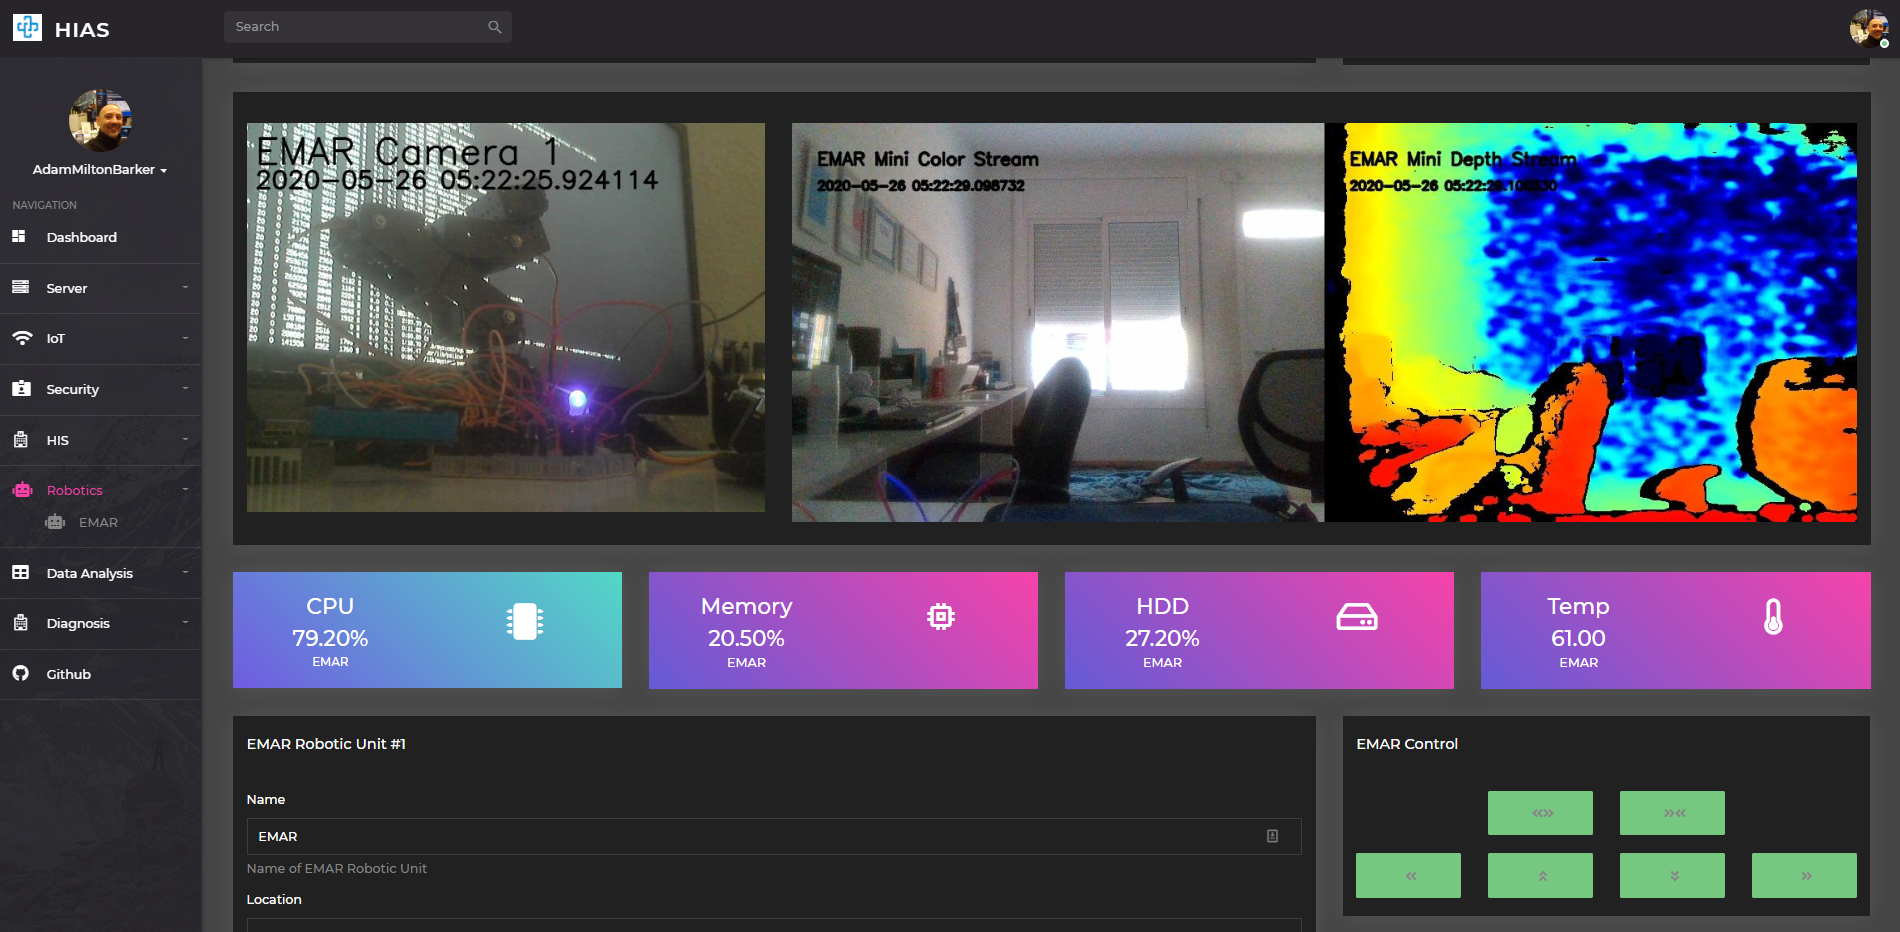 HIAS
Search
AdamMiltonBarker
NAVIGATION
Dashboard
Server
IoT
Security
HIS
Robotics
EMAR
Data Analysis
Diagnosis
Github
EMAR Camera 1
2020-05-26 05:22:25.924114
EMAR Mini Color Stream
2020-05-26 05:22:29.098732
EMAR Mini Depth Stream
2020-05-26 05:22:29.100330
CPU
79.20%
EMAR
Memory
20.50%
EMAR
HDD
27.20%
EMAR
Temp
61.00
EMAR
EMAR Robotic Unit #1
Name
EMAR
Name of EMAR Robotic Unit
Location
EMAR Control